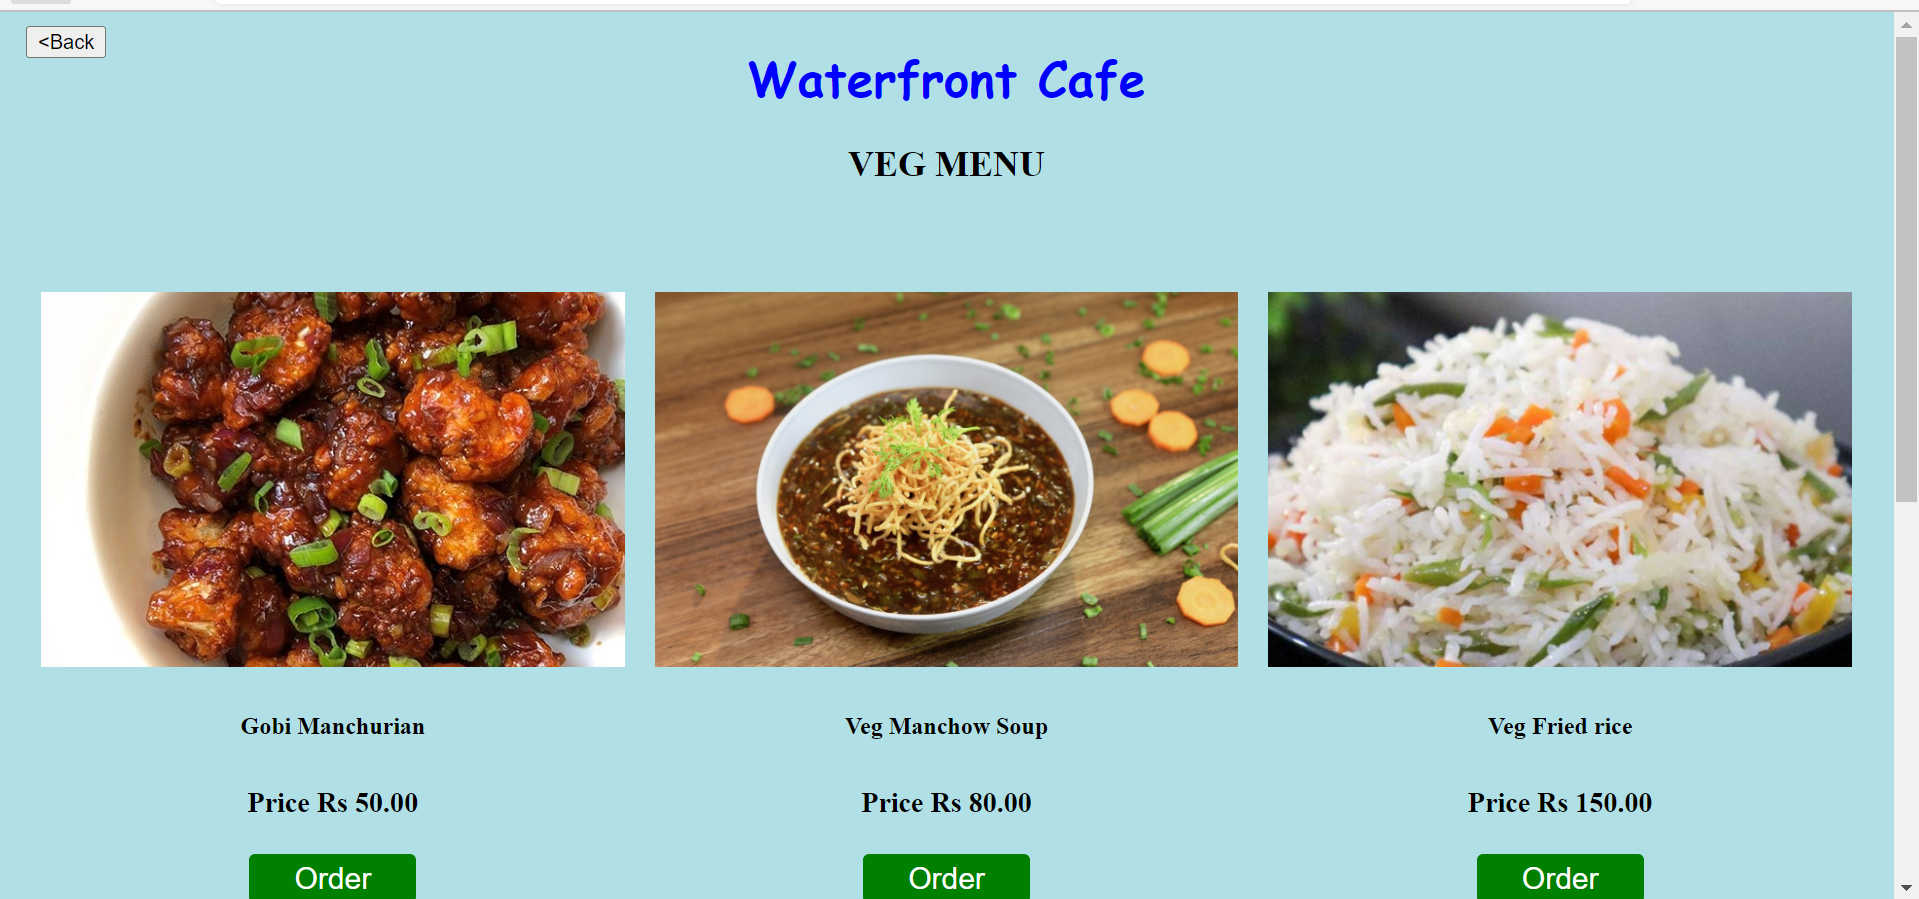 <Back
Waterfront Cafe
VEG MENU
Gobi Manchurian
Veg Manchow Soup
Veg Fried rice
Price Rs 50.00
Price Rs 80.00
Price Rs 150.00
Order
Order
Order